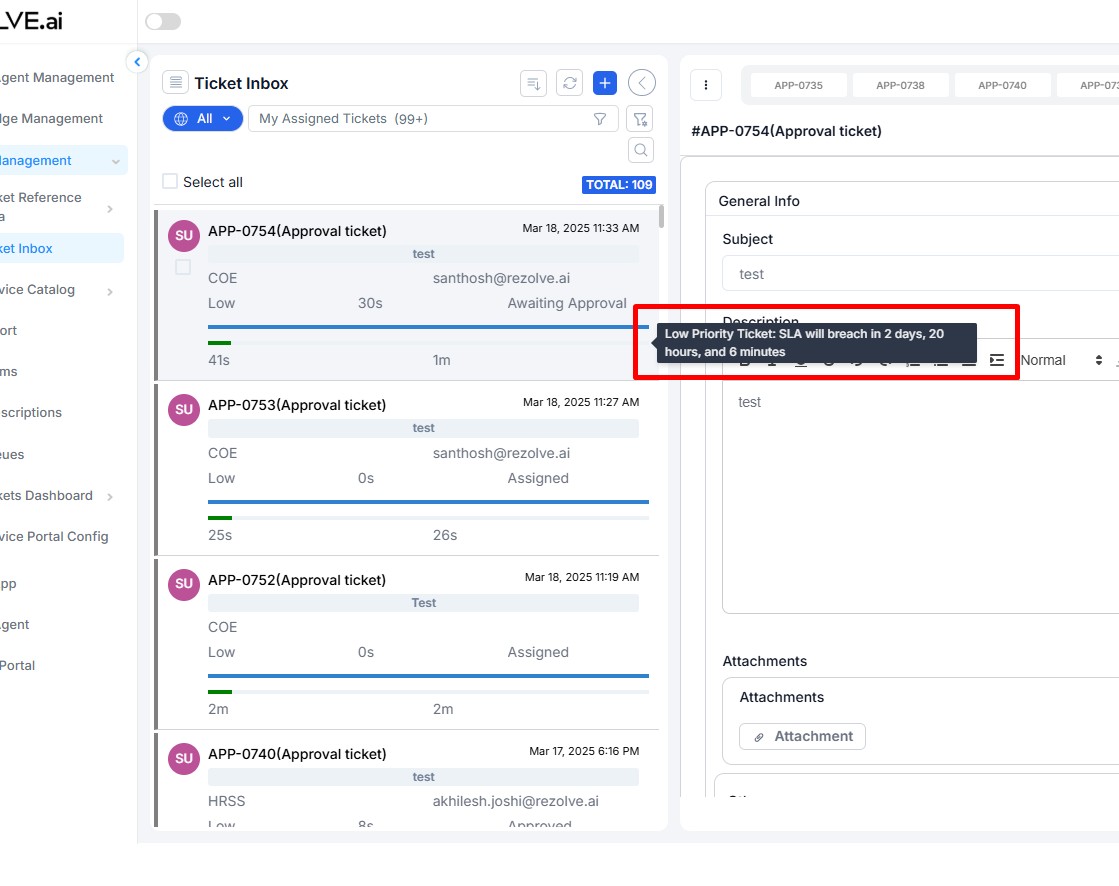 LVE.ai
gent Management
dge Management
Management
ket Reference
a
ket Inbox
vice Catalog
ort
ms
scriptions
eues
kets Dashboard
vice Portal Config
pp
gent
Portal
Ticket Inbox
All
My Assigned Tickets (99+)
Select all
TOTAL: 109
SU
APP-0754(Approval ticket)
Mar 18, 2025 11:33 AM
test
COE
santhosh@rezolve.ai
Low
30s
Awaiting Approval
41s
1m
SU
APP-0753(Approval ticket)
Mar 18, 2025 11:27 AM
test
COE
santhosh@rezolve.ai
Low
0s
Assigned
25s
26s
SU
APP-0752(Approval ticket)
Mar 18, 2025 11:19 AM
Test
COE
Low
0s
Assigned
2m
2m
SU
APP-0740(Approval ticket)
Mar 17, 2025 6:16 PM
test
HRSS
akhilesh.joshi@rezolve.ai
Low
8s
Approved
APP-0735
APP-0738
APP-0740
APP-073
#APP-0754(Approval ticket)
General Info
Subject
test
Description
Low Priority Ticket: SLA will breach in 2 days, 20
hours, and 6 minutes
Normal
test
Attachments
Attachments
Attachment